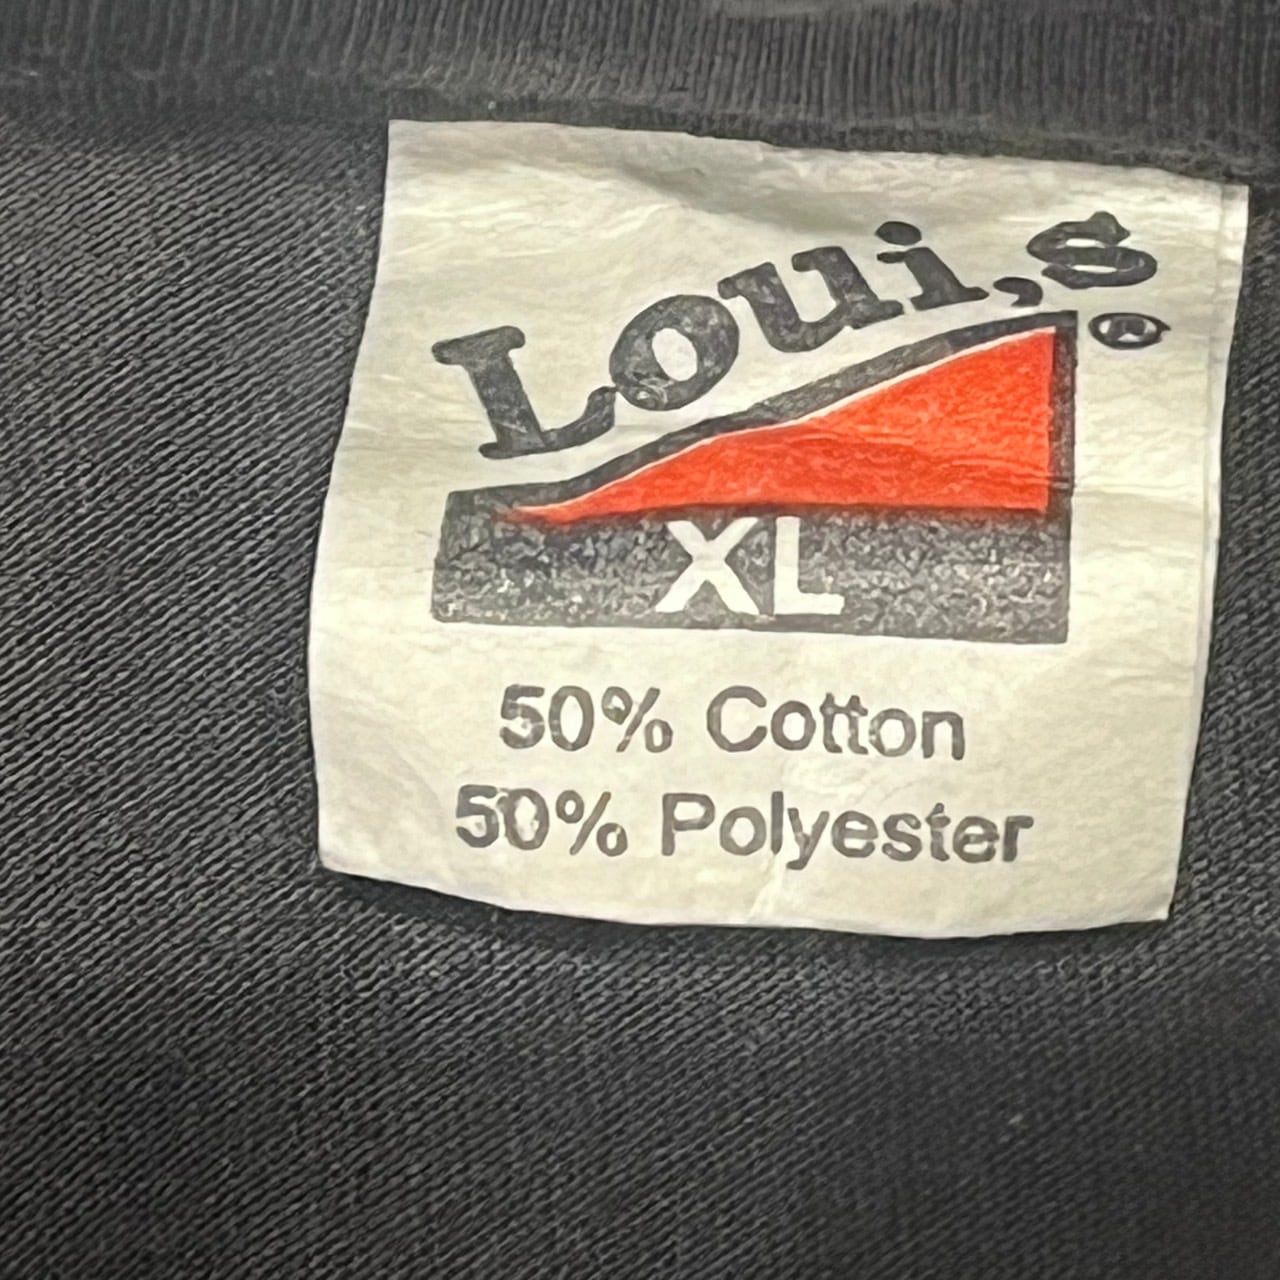 Loui,s®
XL
50% Cotton
50% Polyester